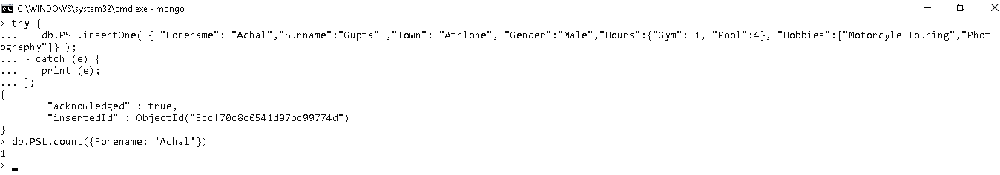 C:\WINDOWS\system32\cmd.exe - mongo
> try {
...     db.PSL.insertOne( { "Forename": "Achal","Surname":"Gupta" ,"Town": "Athlone", "Gender":"Male","Hours":{"Gym": 1, "Pool":4}, "Hobbies":["Motorcyle Touring","Phot
ography"]} );
... } catch (e) {
...     print (e);
... };
{
        "acknowledged" : true,
        "insertedId" : ObjectId("5ccf70c8c0541d97bc99774d")
}
> db.PSL.count({Forename: 'Achal'})
1
>